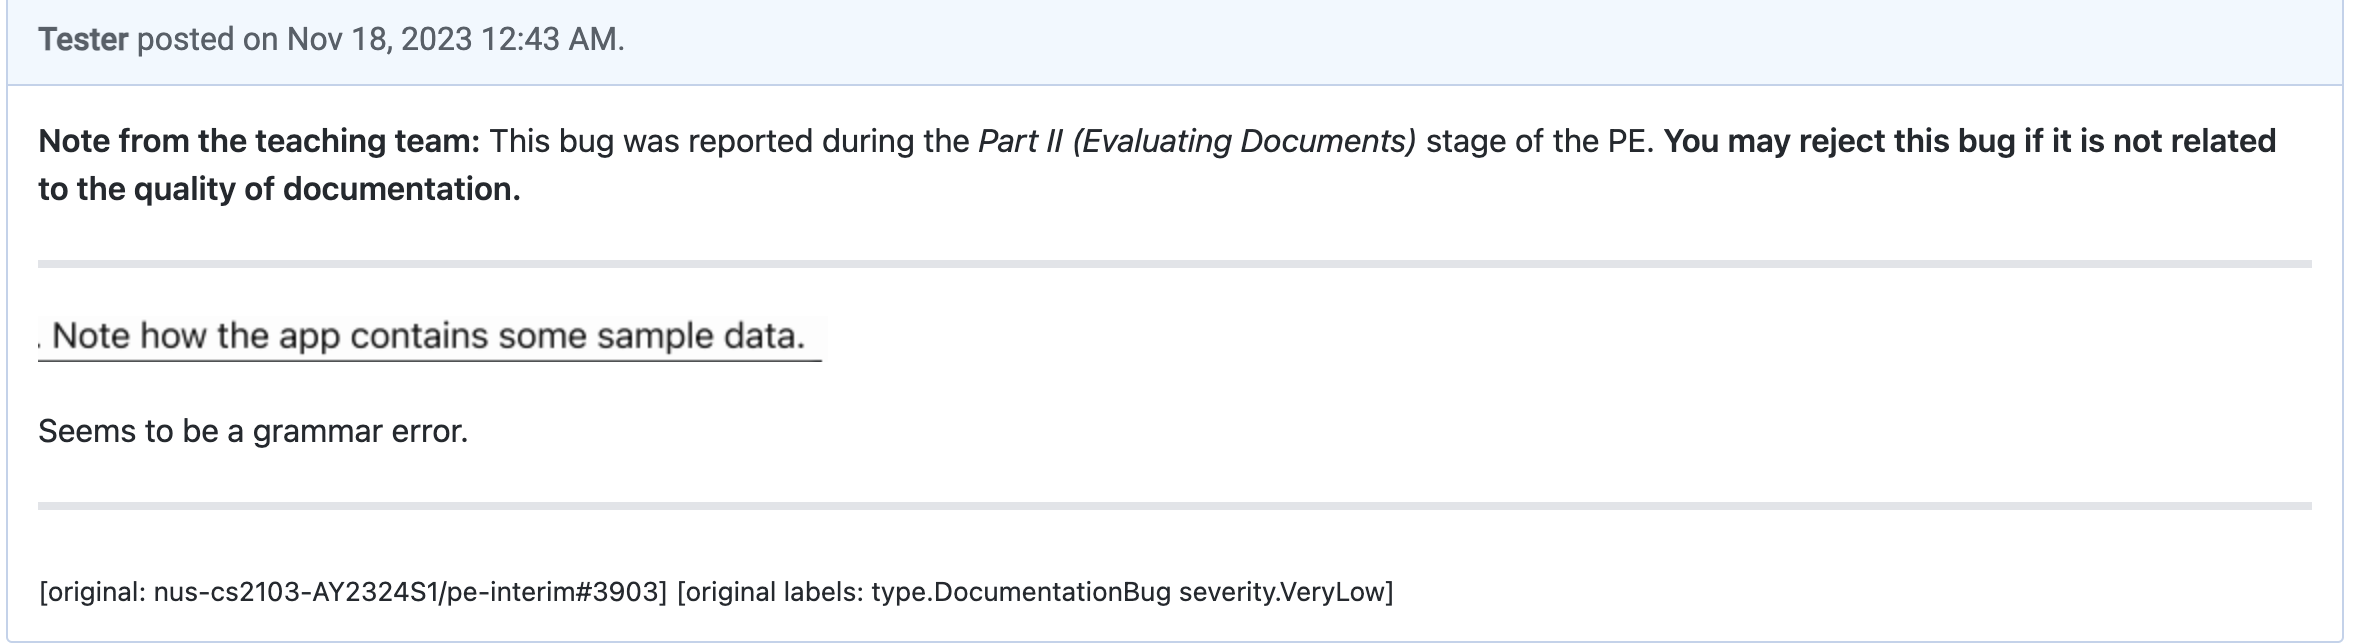 Tester posted on Nov 18, 2023 12:43 AM.
Note from the teaching team: This bug was reported during the Part II (Evaluating Documents) stage of the PE. You may reject this bug if it is not related
to the quality of documentation.
. Note how the app contains some sample data.
Seems to be a grammar error.
[original: nus-cs2103-AY2324S1/pe-interim#3903] [original labels: type.DocumentationBug severity.VeryLow]